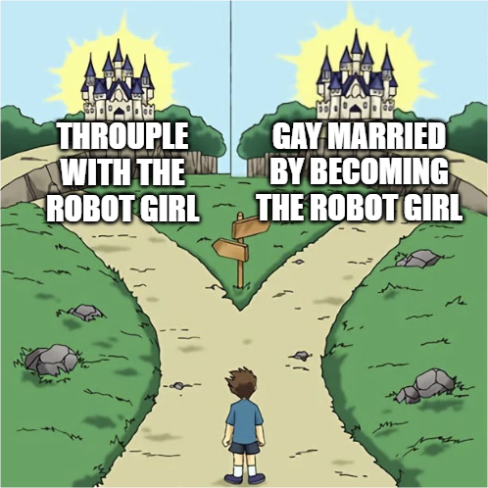 THROUPLE
WITH THE
ROBOT GIRL
GAY MARRIED
BY BECOMING
THE ROBOT GIRL